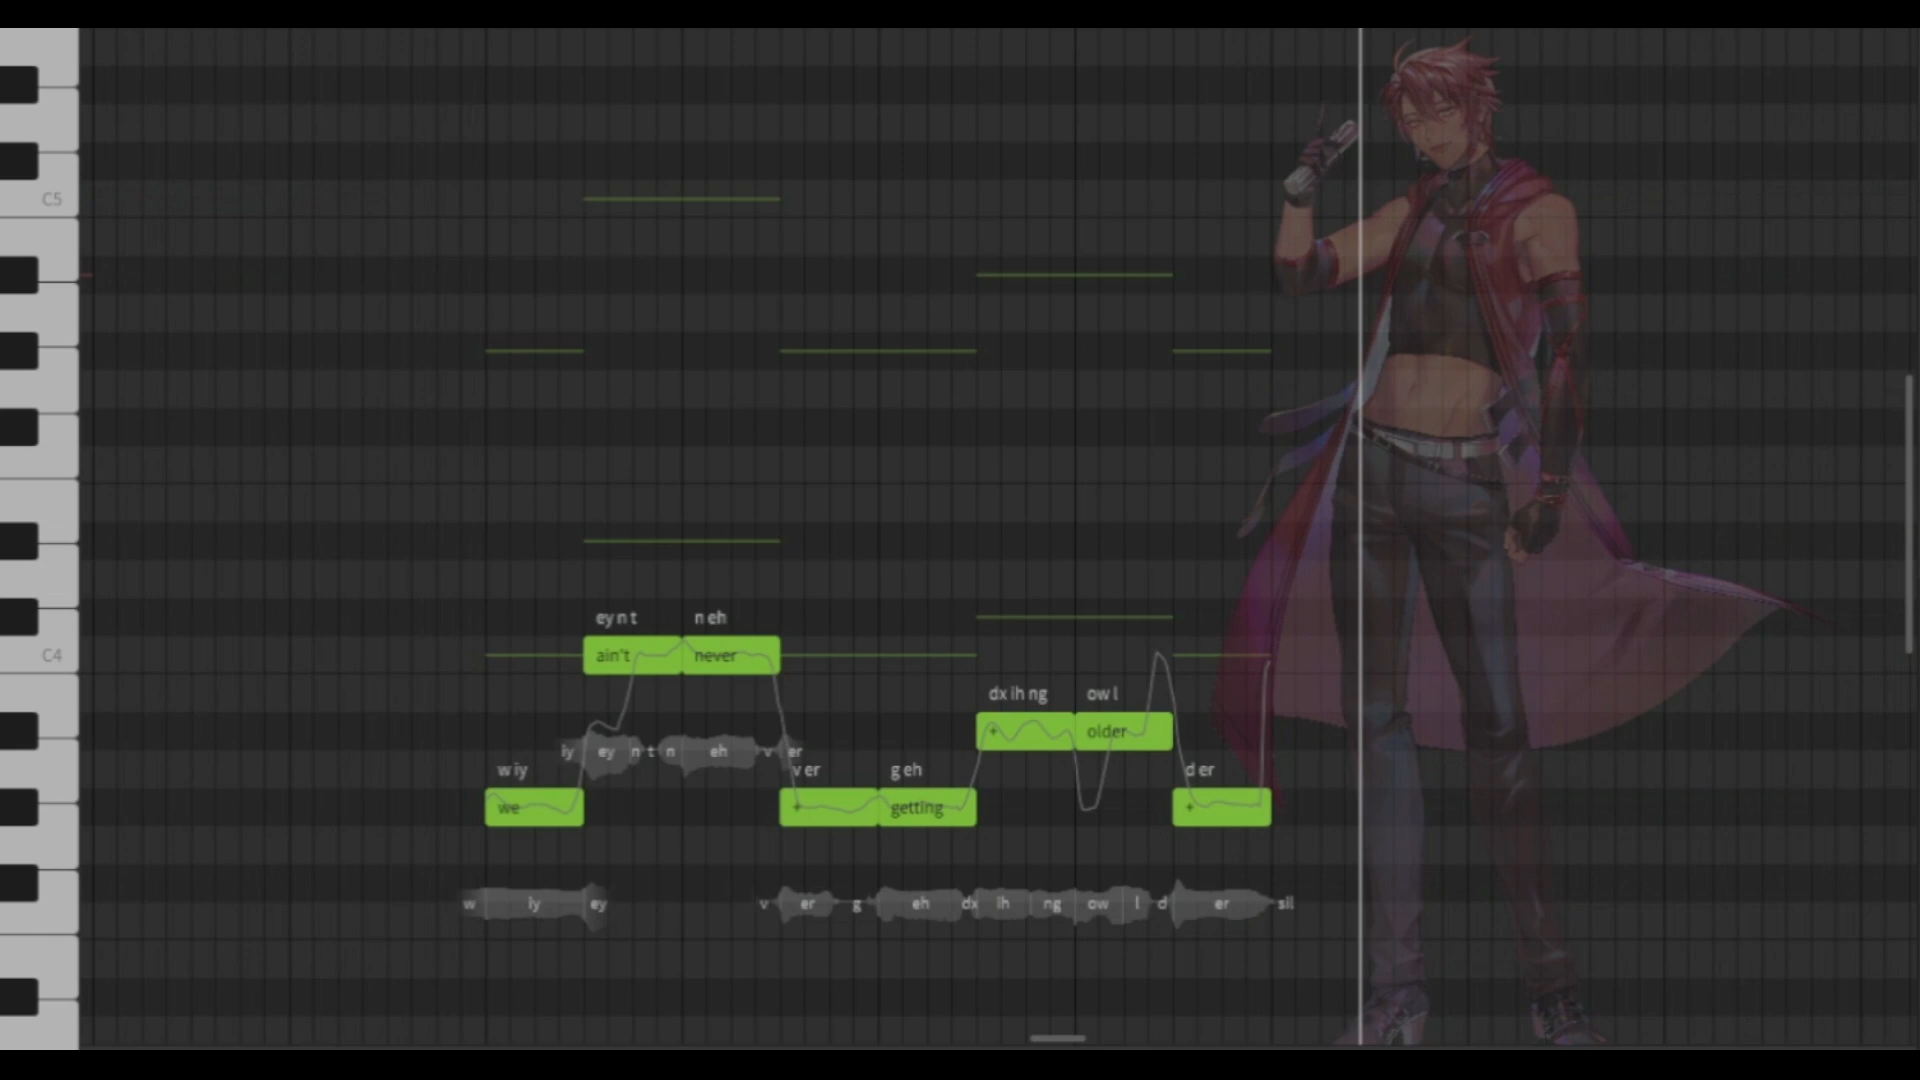 C5
ey n t n eh
C4 ain't never
dx ih ng ow l
+ older
iy ey n t n eh v er
w iy v er g eh d er
we + getting +
w iy ey v er g eh dx ih ng ow l d er sil